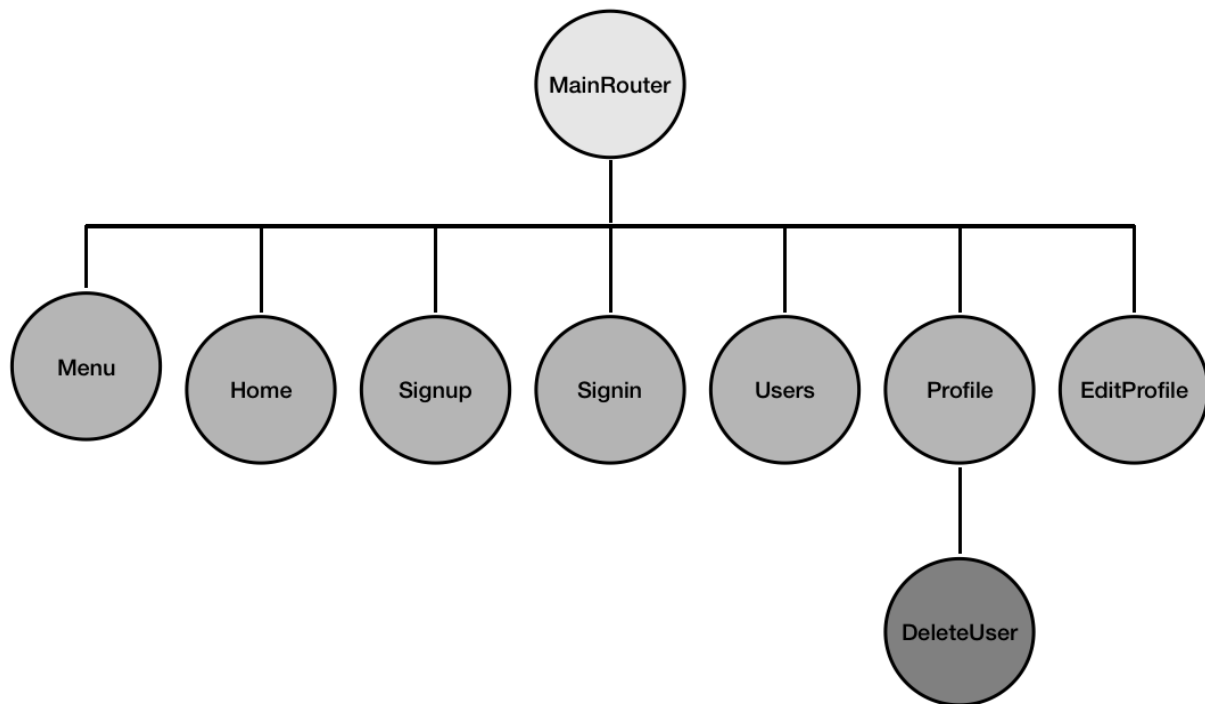 MainRouter
Menu
Home
Signup
Signin
Users
Profile
EditProfile
DeleteUser